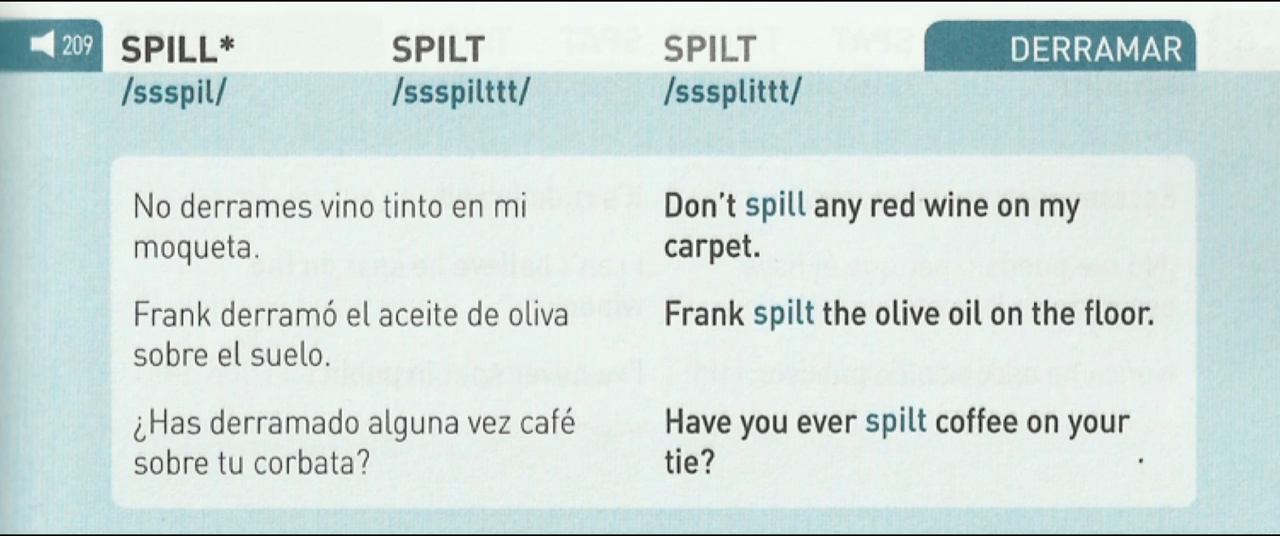 209 SPILL* SPILT SPILT DERRAMAR
/ssspil/ /ssspilttt/ /sssplittt/
No derrames vino tinto en mi
moqueta.
Don't spill any red wine on my
carpet.
Frank derramó el aceite de oliva
sobre el suelo.
Frank spilt the olive oil on the floor.
¿Has derramado alguna vez café
sobre tu corbata?
Have you ever spilt coffee on your
tie?